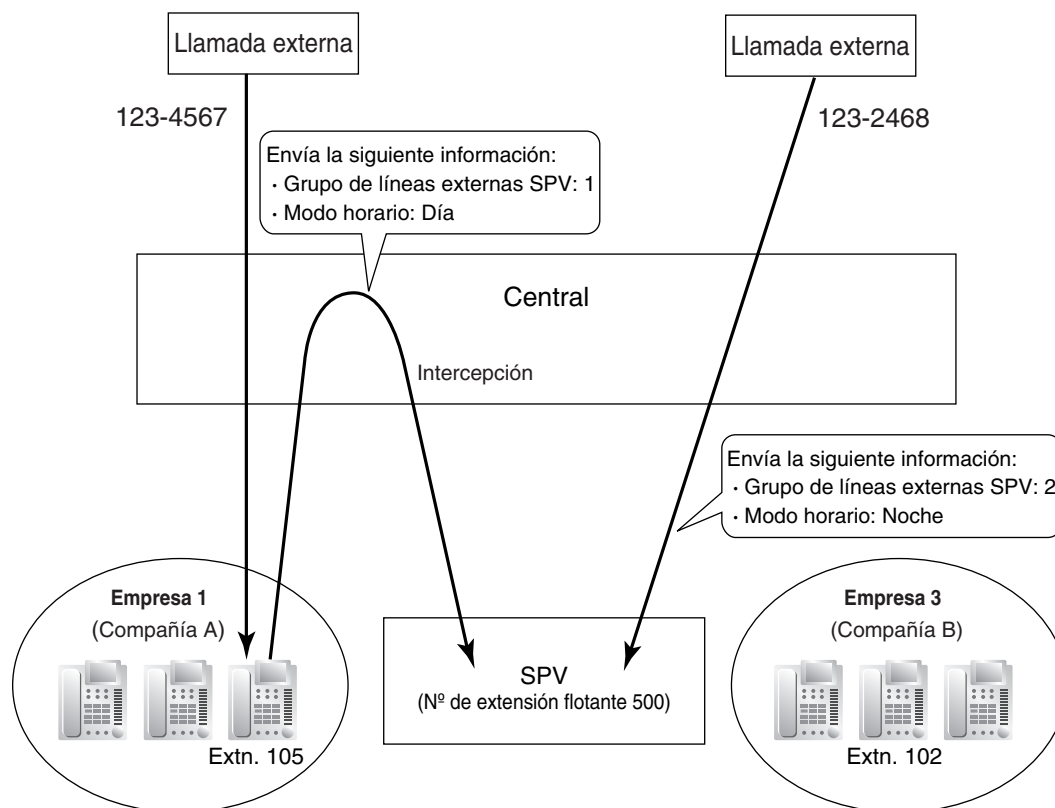 Llamada externa
Llamada externa
123-4567
123-2468
Envía la siguiente información:
· Grupo de líneas externas SPV: 1
· Modo horario: Día
Central
Intercepción
Envía la siguiente información:
· Grupo de líneas externas SPV: 2
· Modo horario: Noche
Empresa 1
(Compañía A)
Extn. 105
SPV
(Nº de extensión flotante 500)
Empresa 3
(Compañía B)
Extn. 102